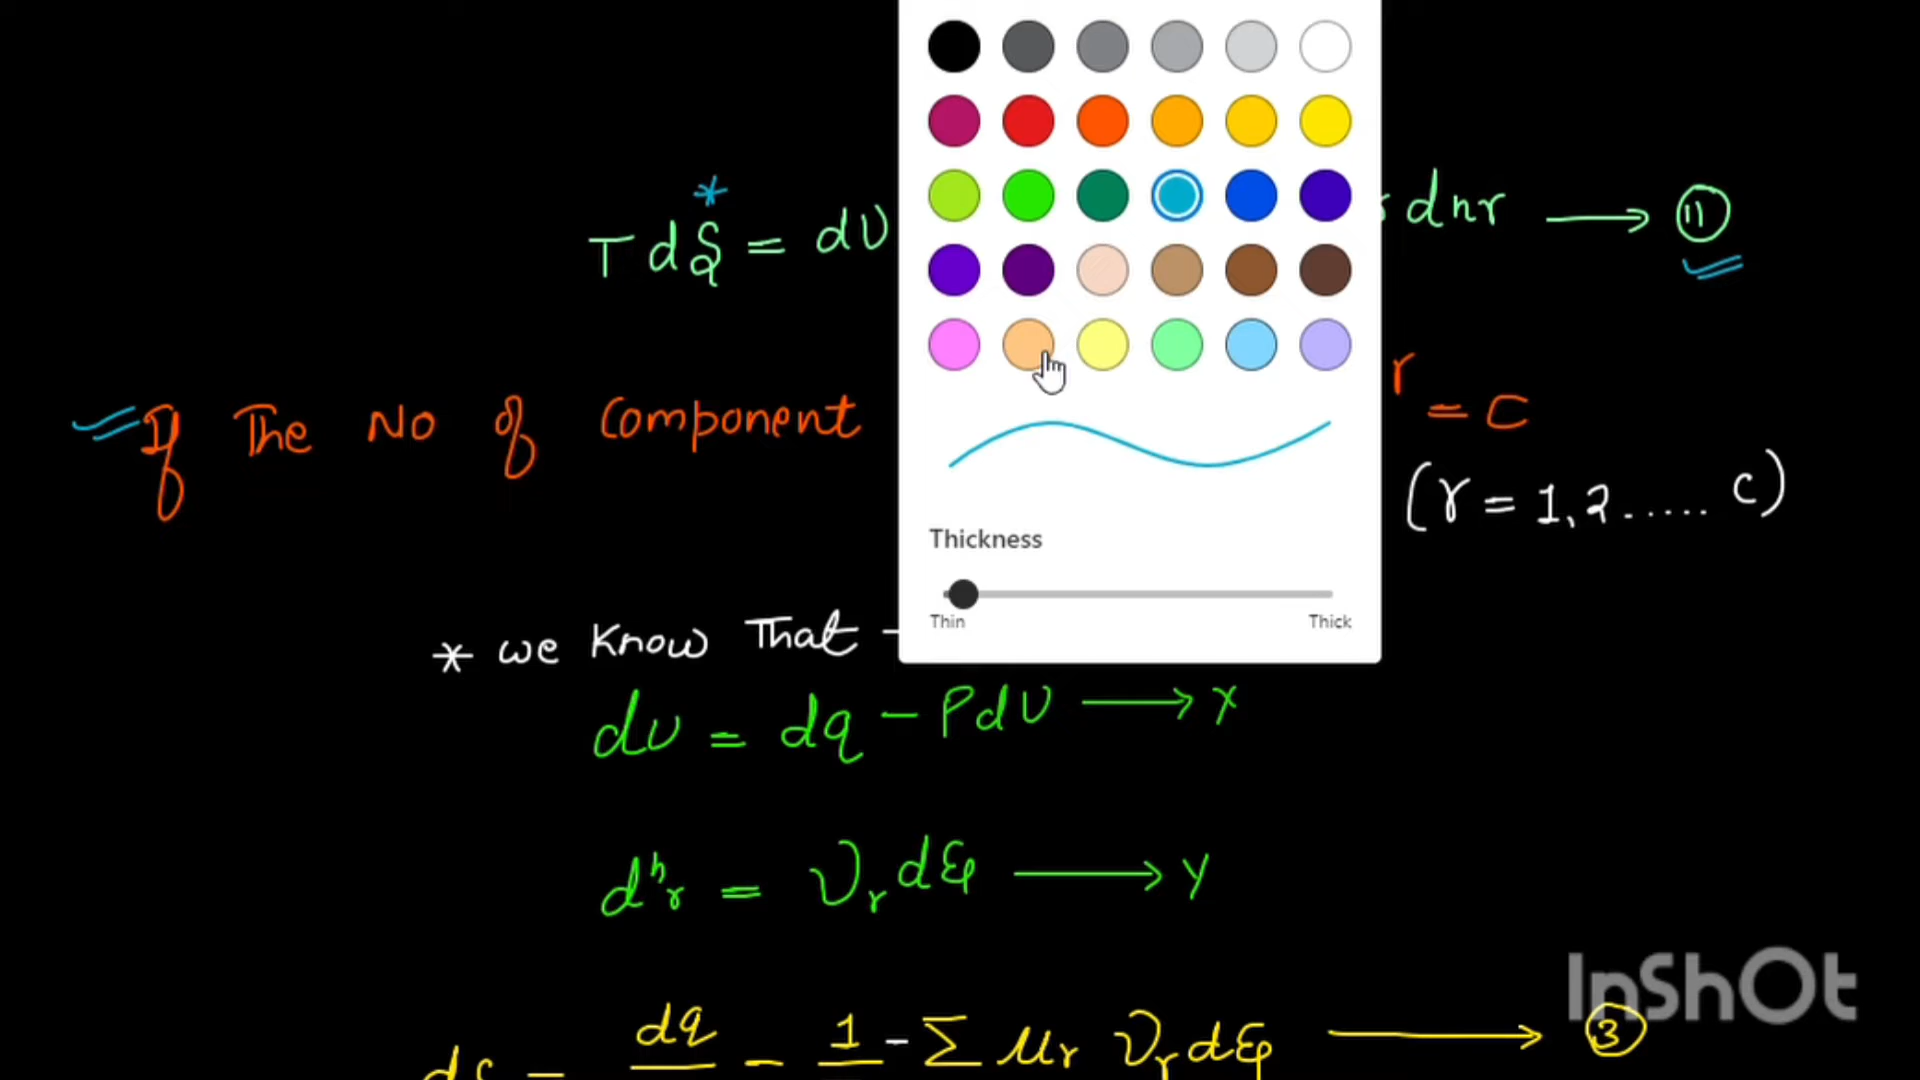 *
T dS = dU r dnr → 11
If The No of Component r = C
(r = 1, 2 ..... c)
Thickness
Thin Thick
* we Know That -
dU = dq - PdV → X
dnr = νr dξ → Y
dS = dq - 1 - Σ μr νr dξ → 3
InShOt